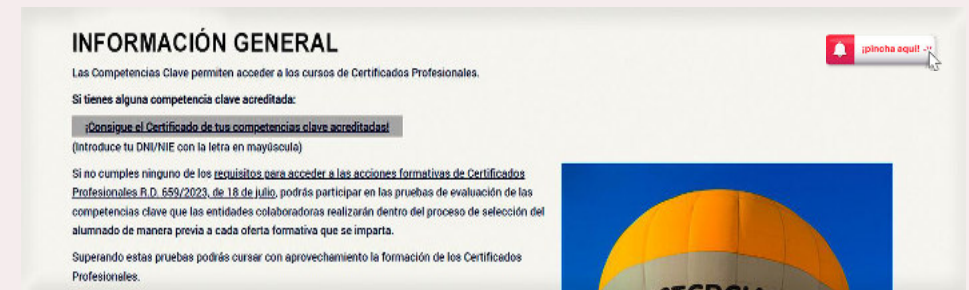 INFORMACIÓN GENERAL
¡pincha aquí!
Las Competencias Clave permiten acceder a los cursos de Certificados Profesionales.
Si tienes alguna competencia clave acreditada:
¡Consigue el Certificado de tus competencias clave acreditadas!
(Introduce tu DNI/NIE con la letra en mayúscula)
Si no cumples ninguno de los requisitos para acceder a las acciones formativas de Certificados
Profesionales R.D. 659/2023, de 18 de julio, podrás participar en las pruebas de evaluación de las
competencias clave que las entidades colaboradoras realizarán dentro del proceso de selección del
alumnado de manera previa a cada oferta formativa que se imparta.
Superando estas pruebas podrás cursar con aprovechamiento la formación de los Certificados
Profesionales.